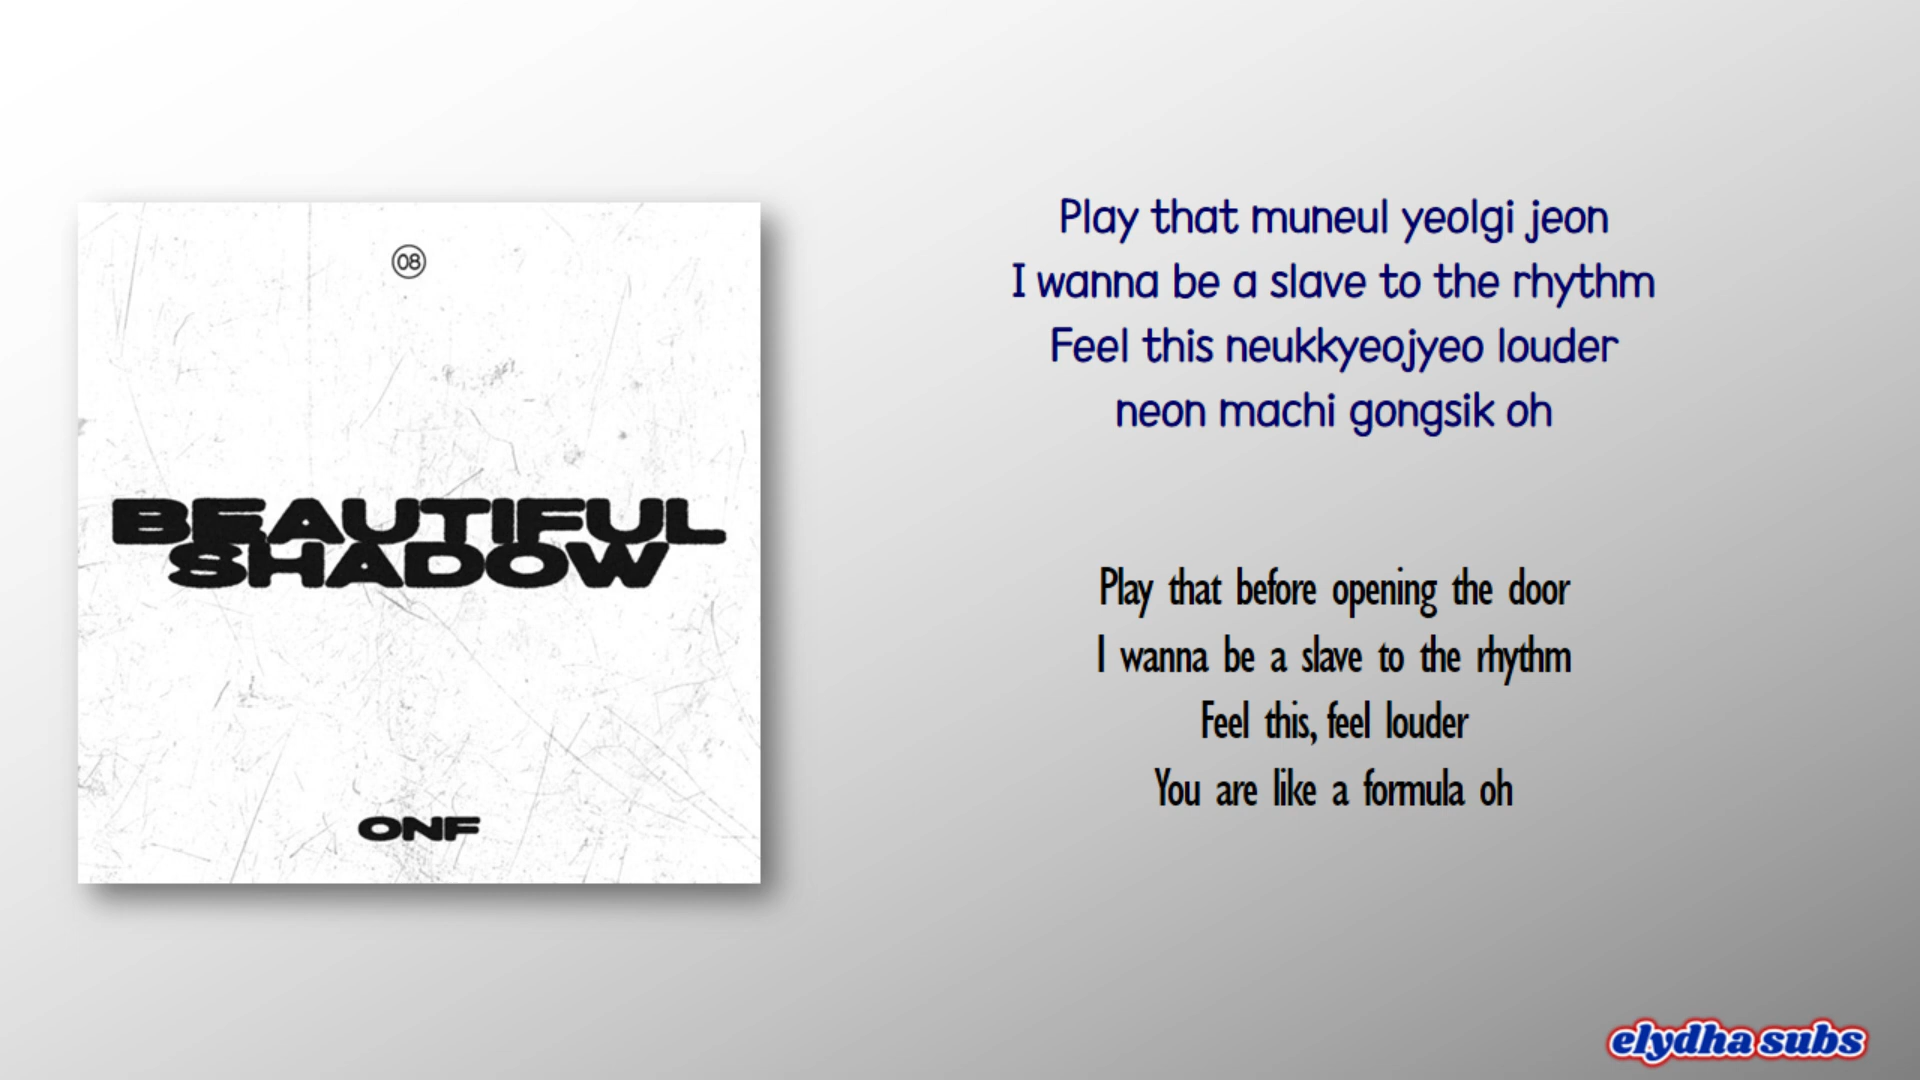 08
BEAUTIFUL
SHADOW
ONF
Play that muneul yeolgi jeon
I wanna be a slave to the rhythm
Feel this neukkyeojyeo louder
neon machi gongsik oh
Play that before opening the door
I wanna be a slave to the rhythm
Feel this, feel louder
You are like a formula oh
elydha subs